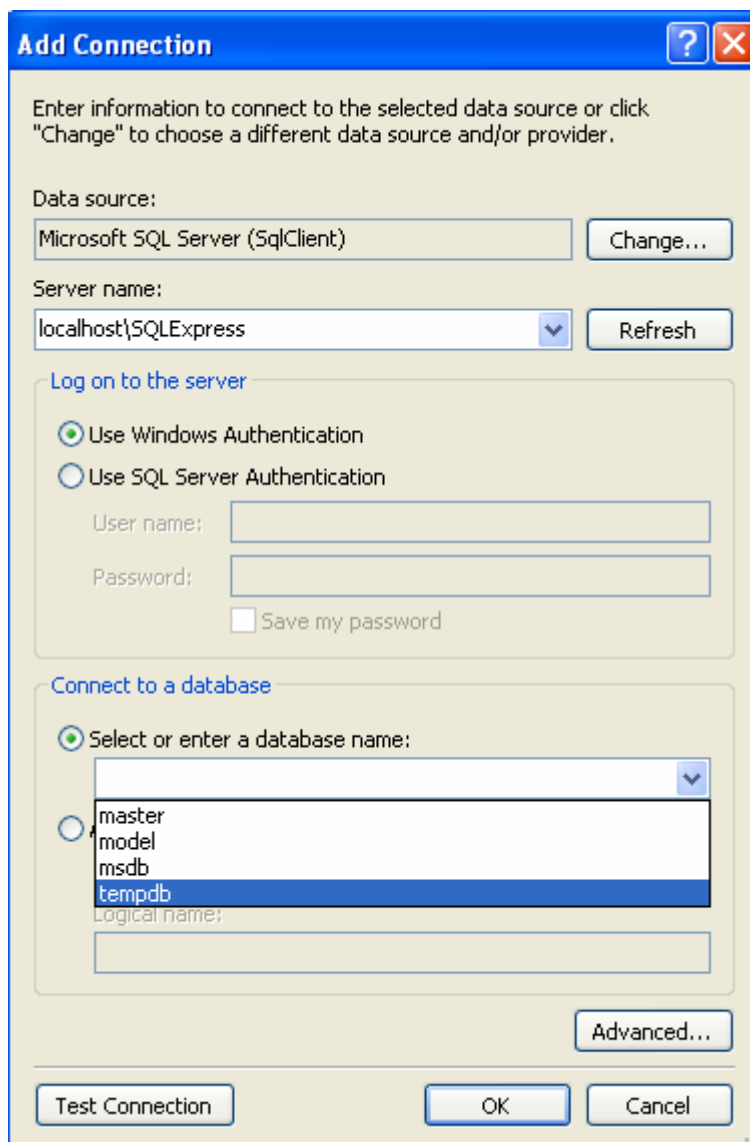 Add Connection
Enter information to connect to the selected data source or click
"Change" to choose a different data source and/or provider.
Data source:
Microsoft SQL Server (SqlClient)
Change...
Server name:
localhost\SQLExpress
Refresh
Log on to the server
Use Windows Authentication
Use SQL Server Authentication
User name:
Password:
Save my password
Connect to a database
Select or enter a database name:
master
model
msdb
tempdb
Logical name:
Advanced...
Test Connection
OK
Cancel